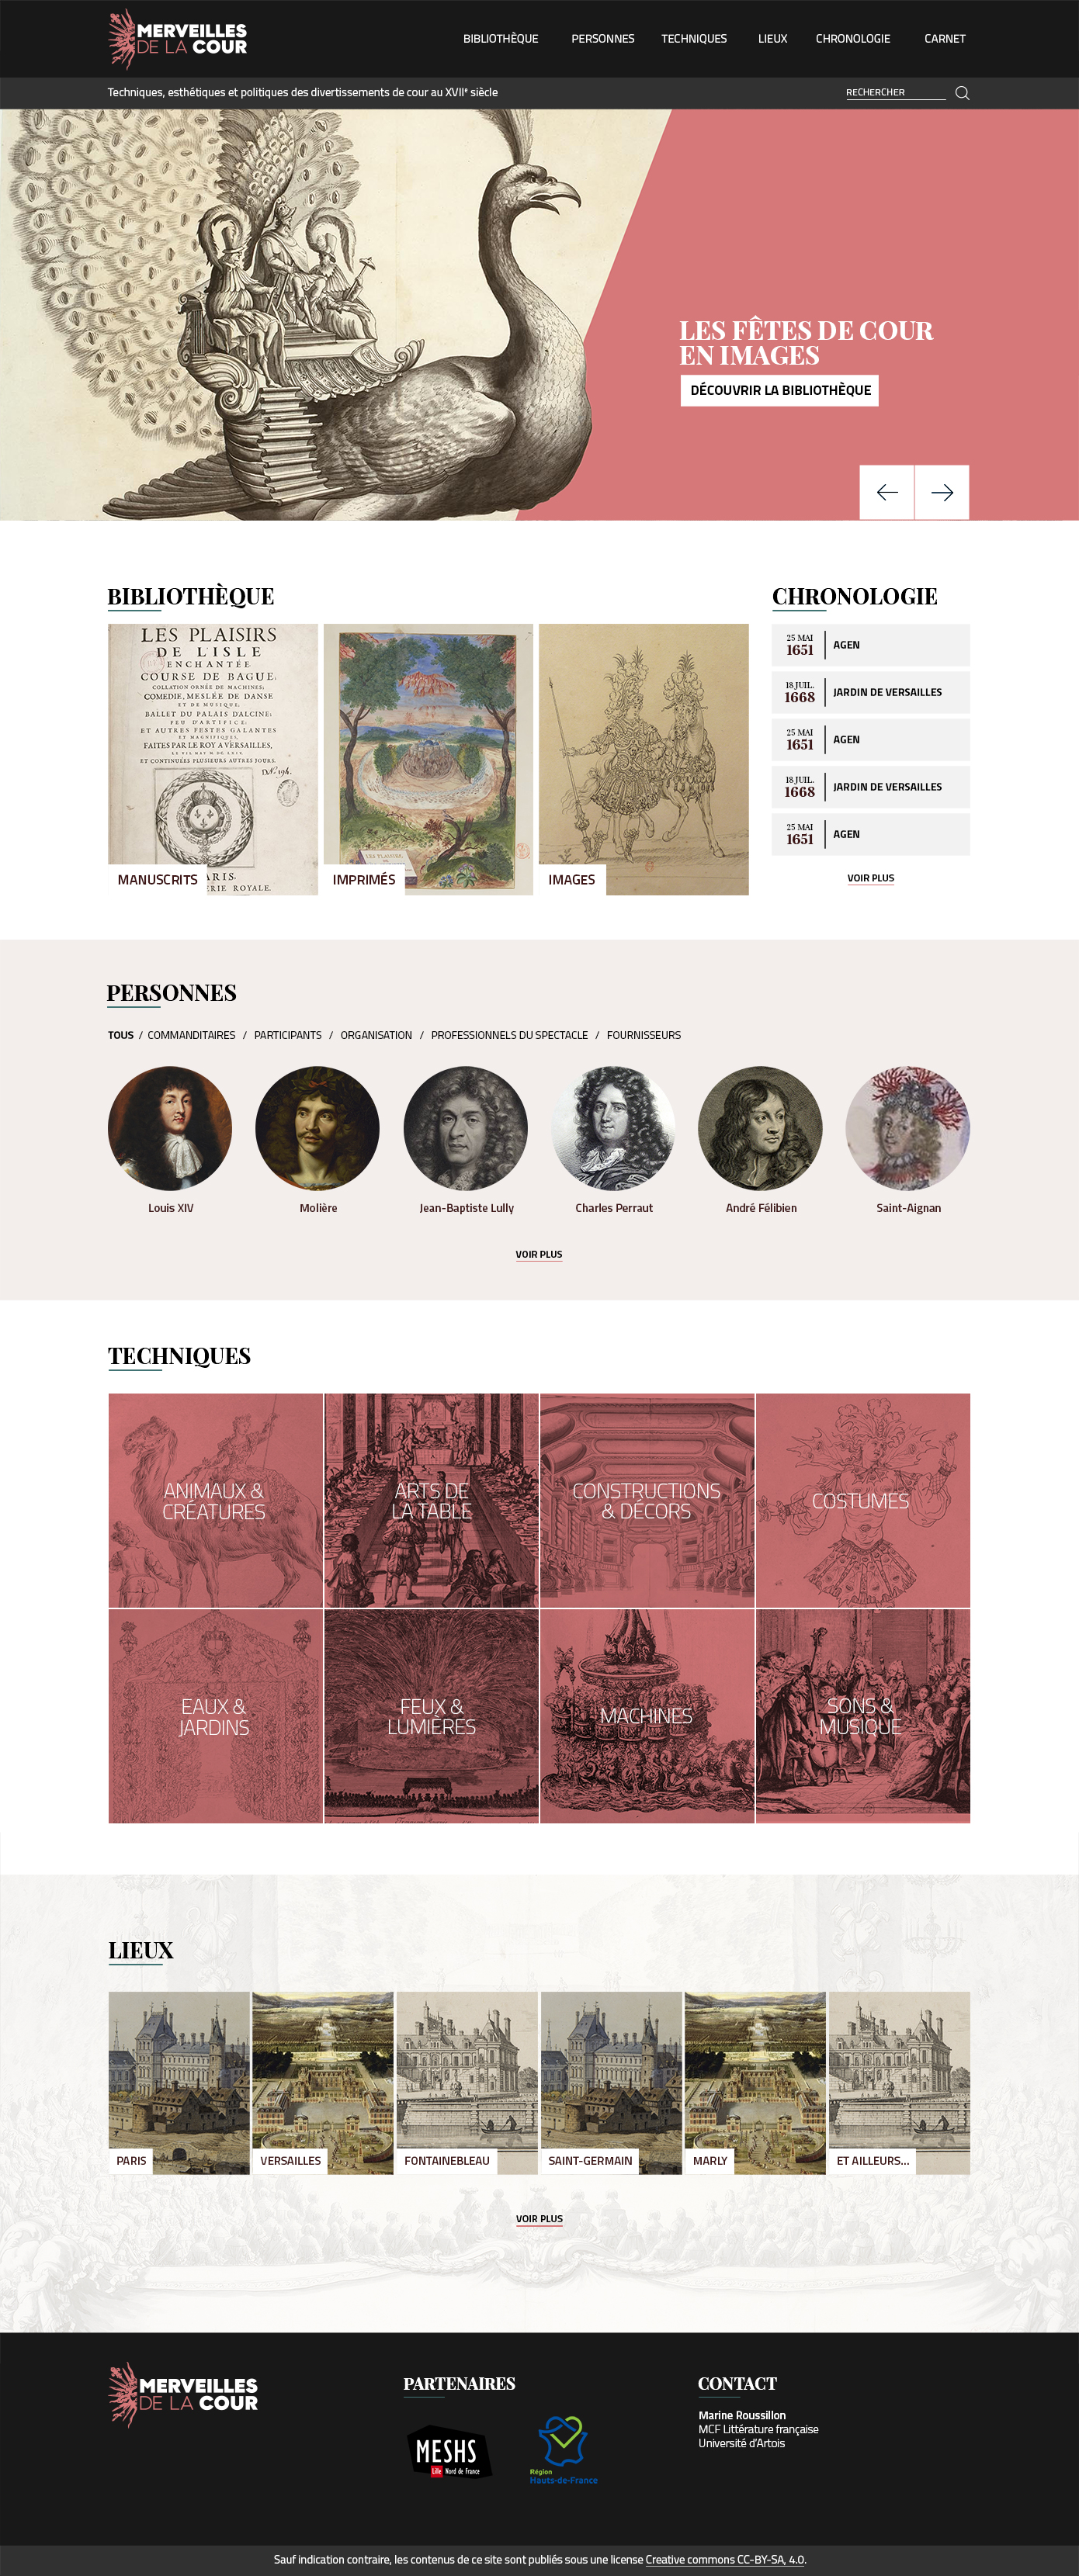 MERVEILLES
DE LA COUR
BIBLIOTHÈQUE
PERSONNES
TECHNIQUES
LIEUX
CHRONOLOGIE
CARNET
Techniques, esthétiques et politiques des divertissements de cour au XVIIe siècle
RECHERCHER
LES FÊTES DE COUR
EN IMAGES
DÉCOUVRIR LA BIBLIOTHÈQUE
BIBLIOTHÈQUE
LES PLAISIRS
DE L'ISLE
ENCHANTÉE
COURSE DE BAGUE;
COLLATION ORNÉE DE MACHINES;
COMEDIE, MESLÉE DE DANSE
ET DE MUSIQUE,
BALLET DU PALAIS D'ALCINE;
FEU D'ARTIFICE:
ET AUTRES FESTES GALANTES
ET MAGNIFIQUES,
FAITES PAR LE ROY A VERSAILLES,
ET CONTINUÉES PLUSIEURS AUTRES JOURS.
MANUSCRITS
IMPRIMÉS
IMAGES
CHRONOLOGIE
25 MAI
1651
AGEN
18 JUIL.
1668
JARDIN DE VERSAILLES
25 MAI
1651
AGEN
18 JUIL.
1668
JARDIN DE VERSAILLES
25 MAI
1651
AGEN
VOIR PLUS
PERSONNES
TOUS / COMMANDITAIRES / PARTICIPANTS / ORGANISATION / PROFESSIONNELS DU SPECTACLE / FOURNISSEURS
Louis XIV
Molière
Jean-Baptiste Lully
Charles Perraut
André Félibien
Saint-Aignan
VOIR PLUS
TECHNIQUES
ANIMAUX &
CRÉATURES
ARTS DE
LA TABLE
CONSTRUCTIONS
& DÉCORS
COSTUMES
EAUX &
JARDINS
FEUX &
LUMIÈRES
MACHINES
SONS &
MUSIQUE
LIEUX
PARIS
VERSAILLES
FONTAINEBLEAU
SAINT-GERMAIN
MARLY
ET AILLEURS...
VOIR PLUS
MERVEILLES
DE LA COUR
PARTENAIRES
MESHS
Lille Nord de France
Région
Hauts-de-France
CONTACT
Marine Roussillon
MCF Littérature française
Université d'Artois
Sauf indication contraire, les contenus de ce site sont publiés sous une license Creative commons CC-BY-SA, 4.0.